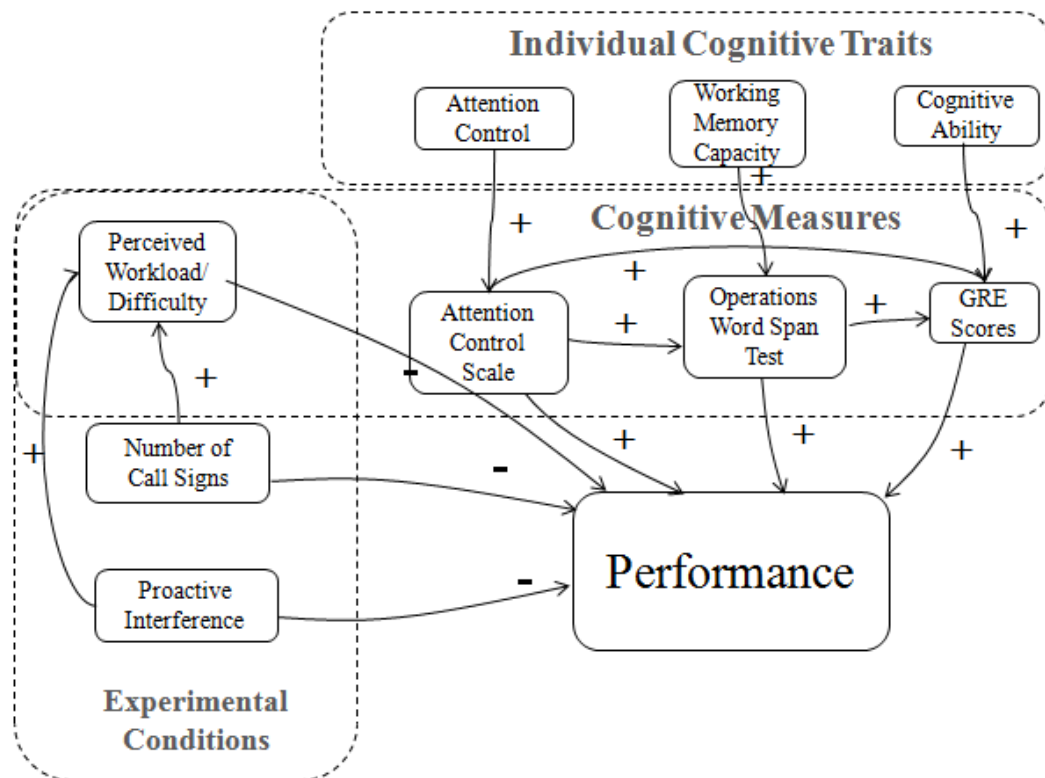 Individual Cognitive Traits
Attention
Control
Working
Memory
Capacity
Cognitive
Ability
+
+
+
Cognitive Measures
Perceived
Workload/
Difficulty
+
Attention
Control
Scale
+
Operations
Word Span
Test
+
GRE
Scores
+
-
Number of
Call Signs
+
-
+
+
+
Proactive
Interference
-
Performance
Experimental
Conditions